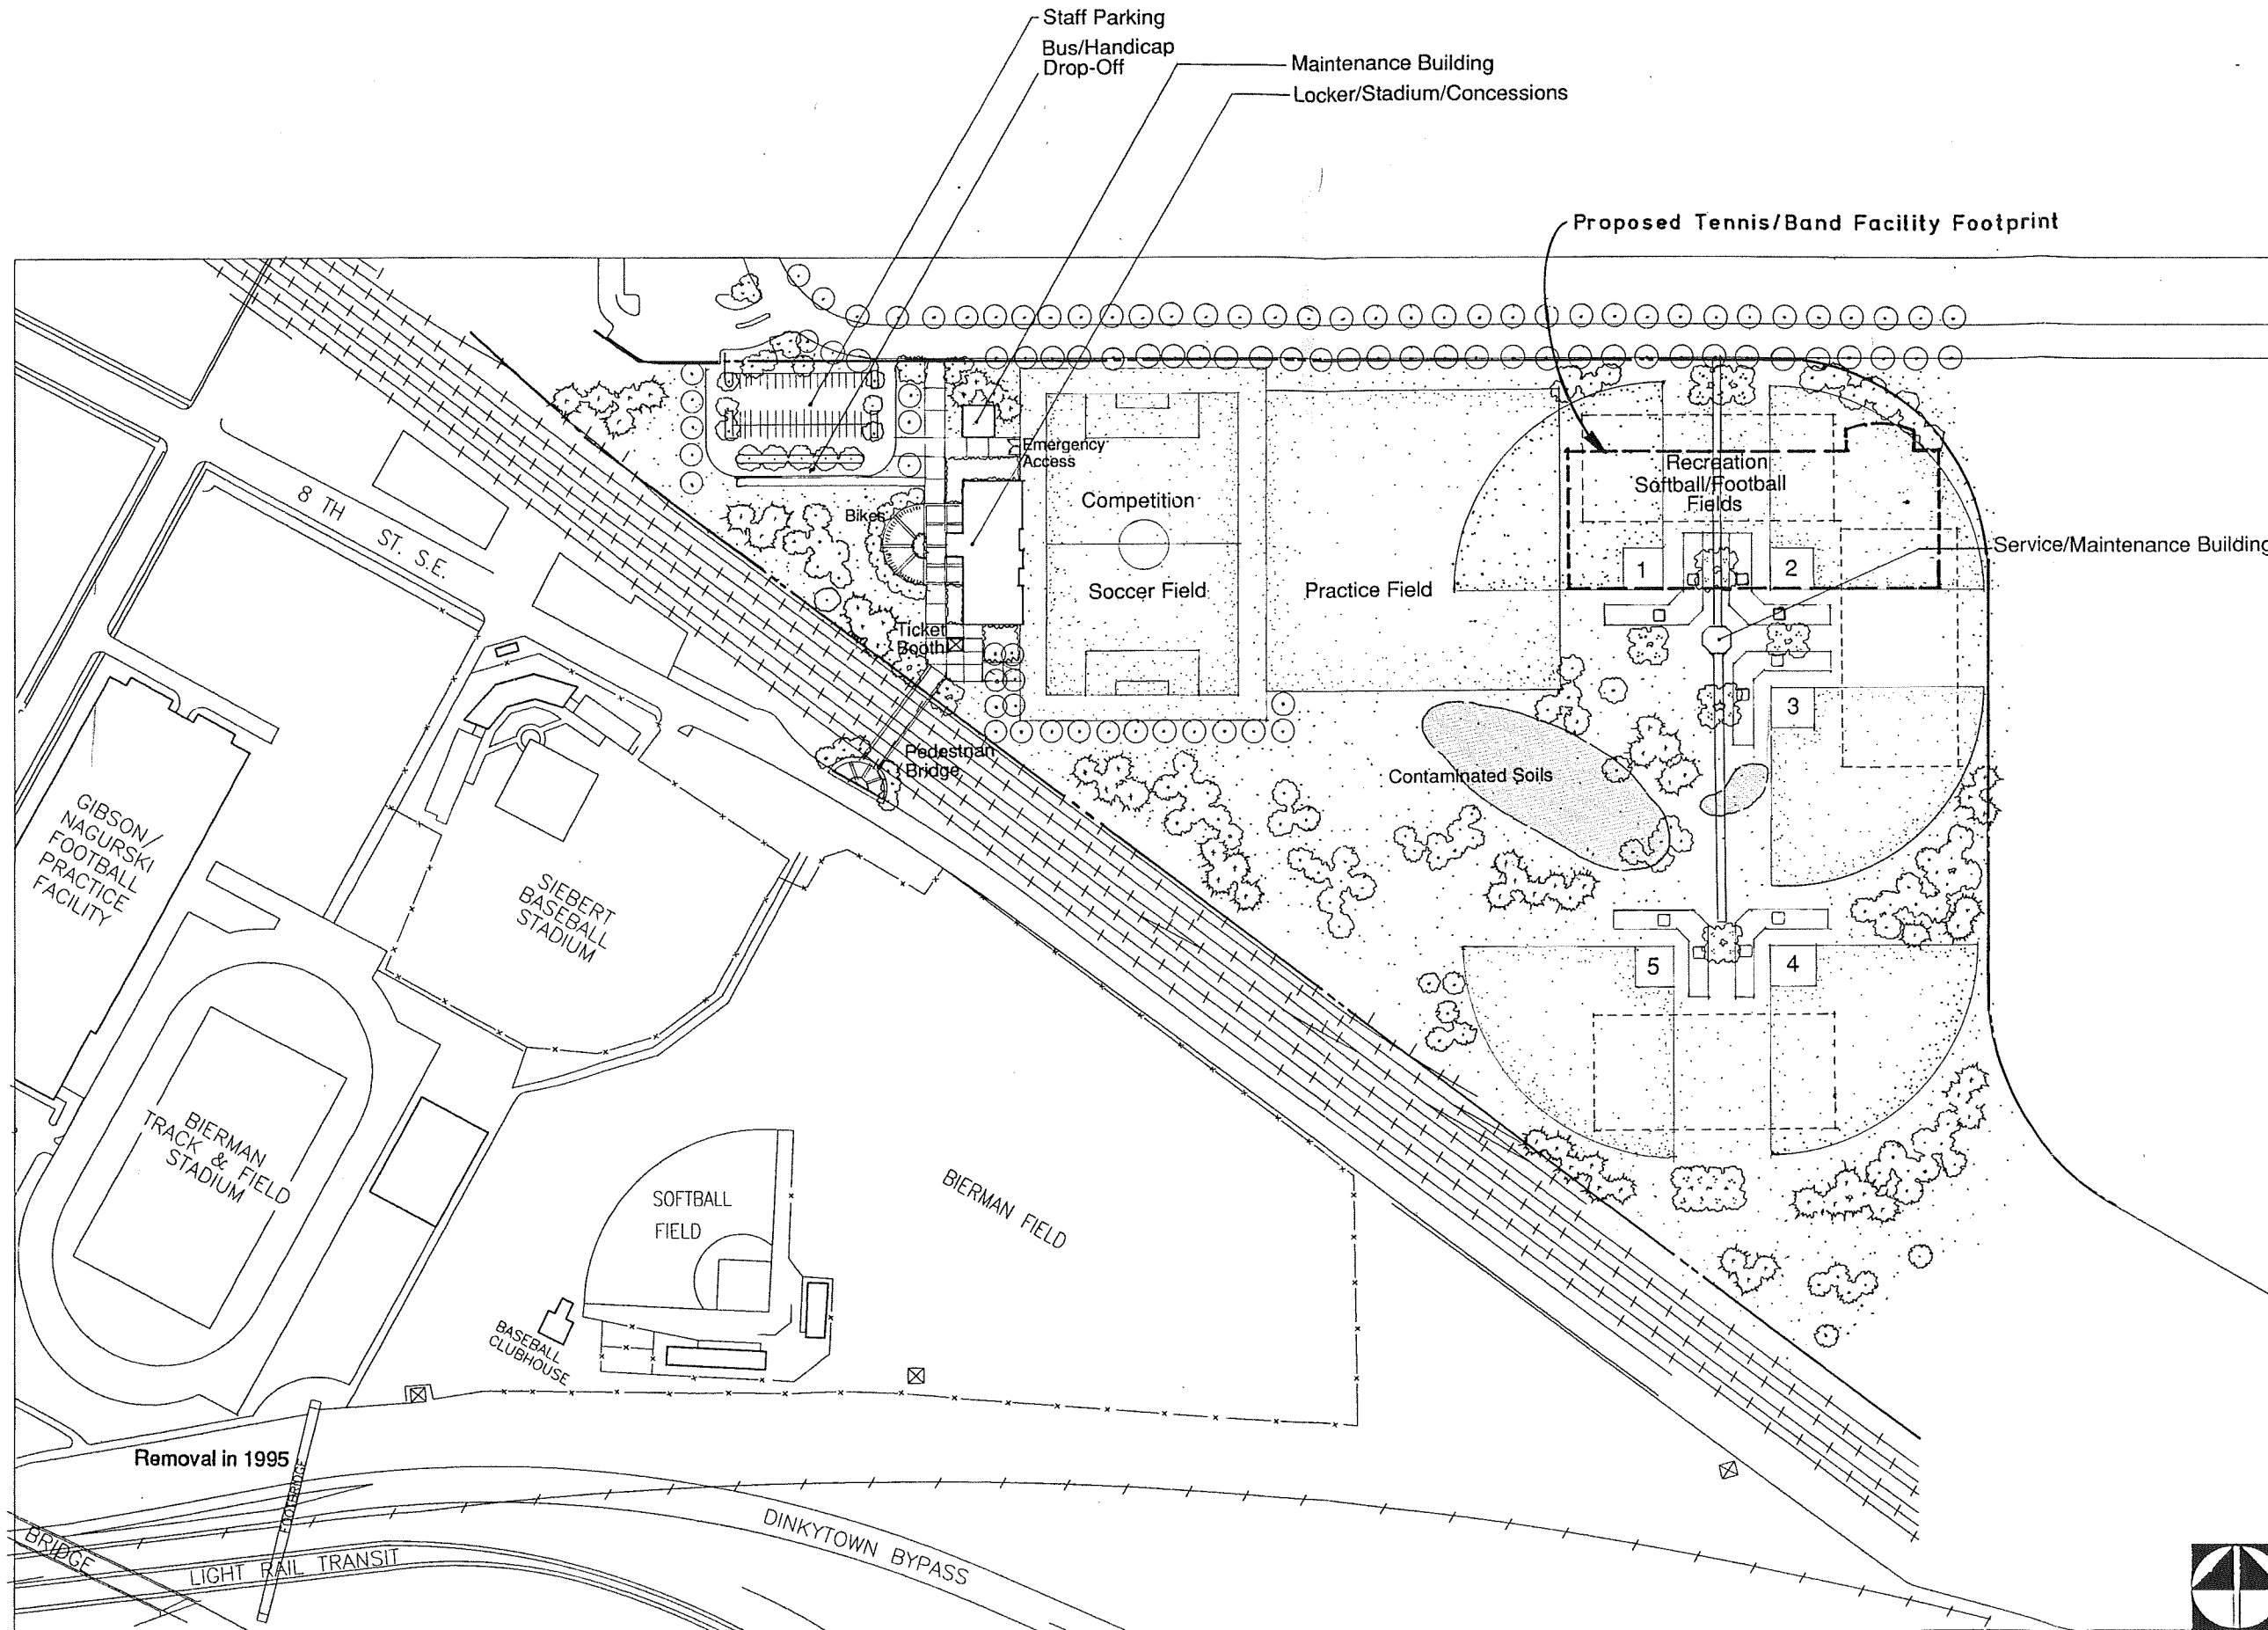 Staff Parking
Bus/Handicap
Drop-Off
Maintenance Building
Locker/Stadium/Concessions
Proposed Tennis/Band Facility Footprint
Emergency
Access
Recreation
Softball/Football
Fields
Competition
Soccer Field
Practice Field
Bikes
8 TH ST. S.E.
Service/Maintenance Building
1
2
3
Ticket
Booth
Pedestrian
Bridge
Contaminated Soils
GIBSON/
NAGURSKI
FOOTBALL
PRACTICE
FACILITY
SIEBERT
BASEBALL
STADIUM
5
4
BIERMAN
TRACK & FIELD
STADIUM
SOFTBALL
FIELD
BIERMAN FIELD
BASEBALL
CLUBHOUSE
Removal in 1995
FOOTBRIDGE
BRIDGE
LIGHT RAIL TRANSIT
DINKYTOWN BYPASS